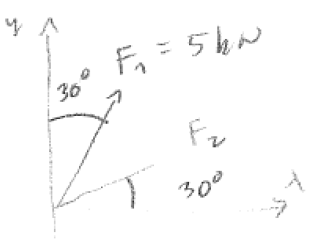 y
F₁ = 5 kN
30°
F₂
30°
x